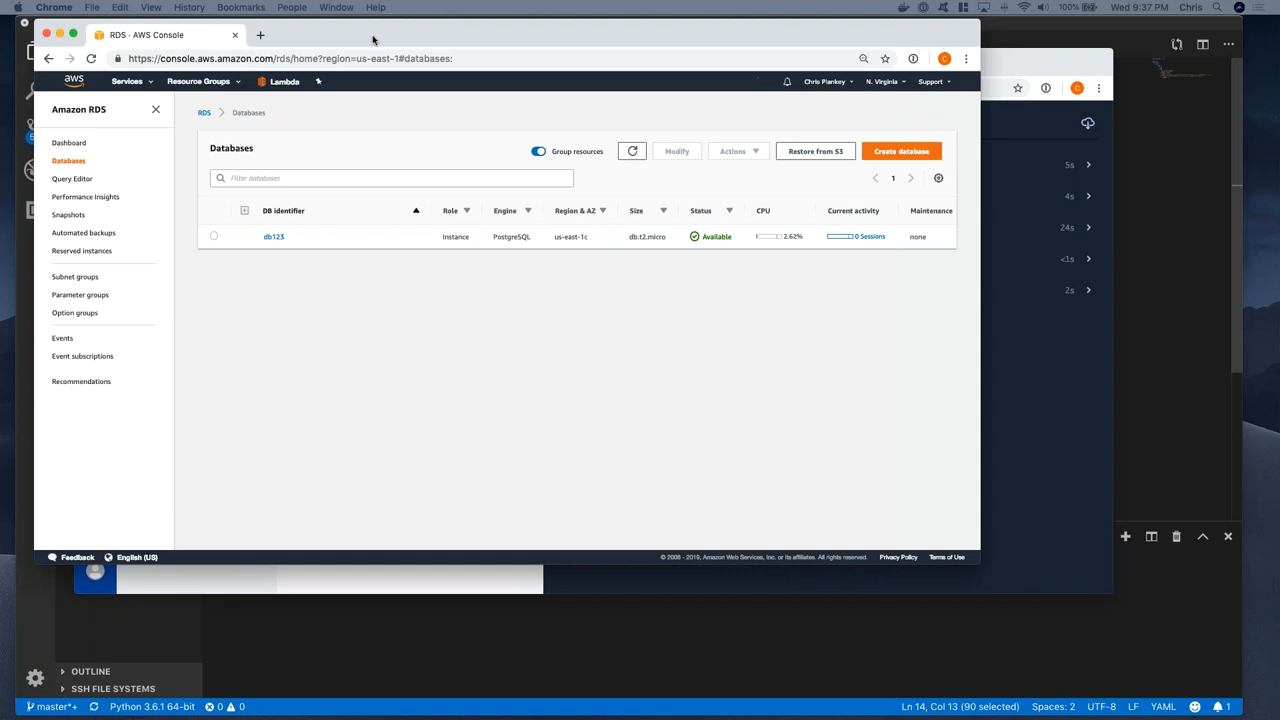 Chrome File Edit View History Bookmarks People Window Help 100% Wed 9:37 PM Chris
RDS · AWS Console
https://console.aws.amazon.com/rds/home?region=us-east-1#databases:
C
C
aws Services Resource Groups Lambda Chris Plankey N. Virginia Support
Amazon RDS
Dashboard
Databases
Query Editor
Performance Insights
Snapshots
Automated backups
Reserved instances
Subnet groups
Parameter groups
Option groups
Events
Event subscriptions
Recommendations
RDS Databases
Databases Group resources Modify Actions Restore from S3 Create database
Filter databases 1
DB identifier Role Engine Region & AZ Size Status CPU Current activity Maintenance
db123 Instance PostgreSQL us-east-1c db.t2.micro Available 2.62% 0 Sessions none
5s
4s
24s
<1s
2s
Feedback English (US) © 2008 - 2019, Amazon Web Services, Inc. or its affiliates. All rights reserved. Privacy Policy Terms of Use
OUTLINE
SSH FILE SYSTEMS
master*+ Python 3.6.1 64-bit 0 0 Ln 14, Col 13 (90 selected) Spaces: 2 UTF-8 LF YAML 1